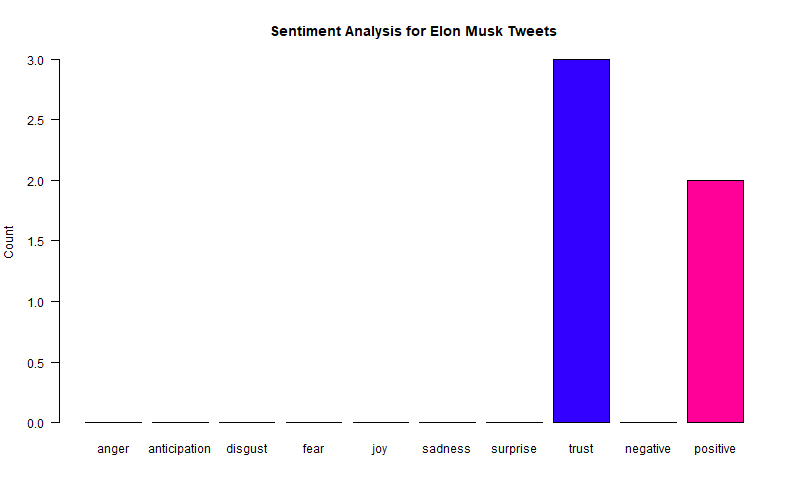 Sentiment Analysis for Elon Musk Tweets
Count
3.0
2.5
2.0
1.5
1.0
0.5
0.0
anger anticipation disgust fear joy sadness surprise trust negative positive